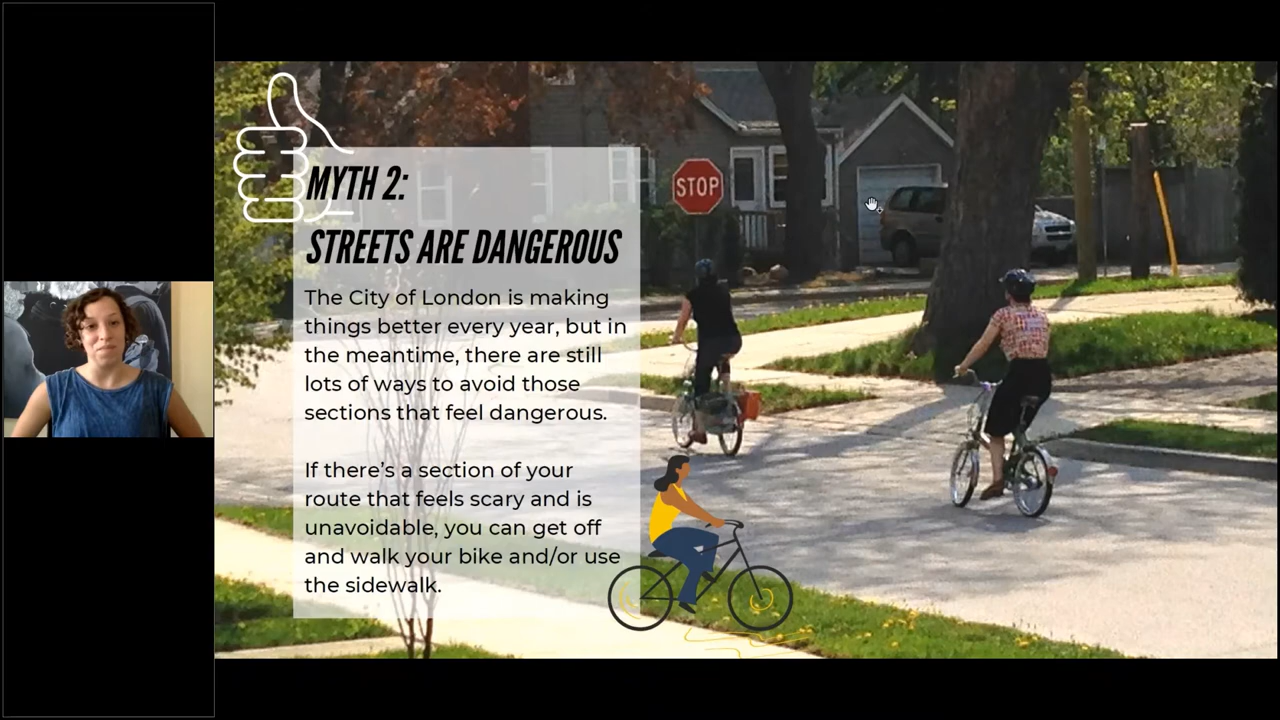 MYTH 2:
STREETS ARE DANGEROUS
The City of London is making
things better every year, but in
the meantime, there are still
lots of ways to avoid those
sections that feel dangerous.
If there's a section of your
route that feels scary and is
unavoidable, you can get off
and walk your bike and/or use
the sidewalk.
STOP